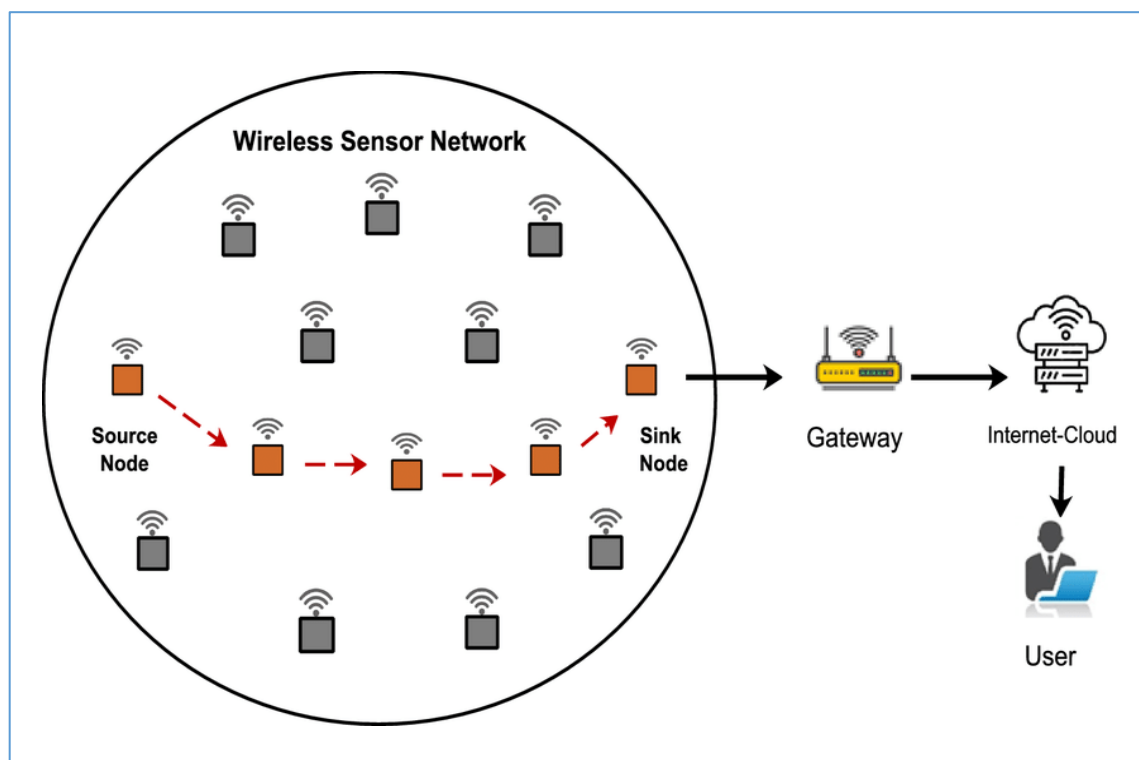 Wireless Sensor Network
Source
Node
Sink
Node
Gateway
Internet-Cloud
User